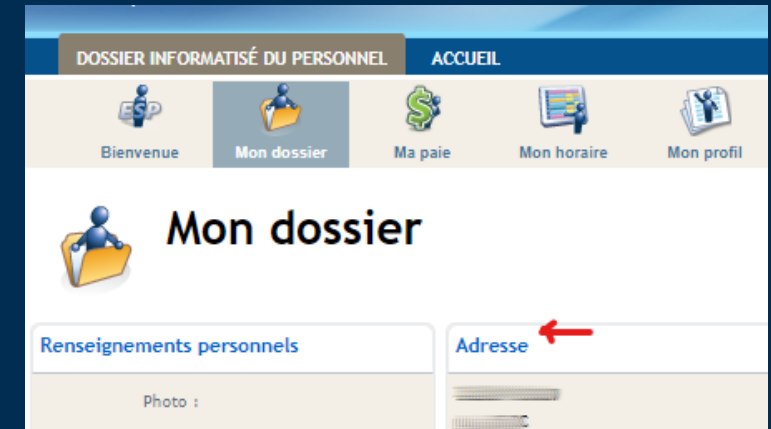 DOSSIER INFORMATISÉ DU PERSONNEL ACCUEIL
ESP
Bienvenue Mon dossier Ma paie Mon horaire Mon profil
Mon dossier
Renseignements personnels Adresse
Photo :